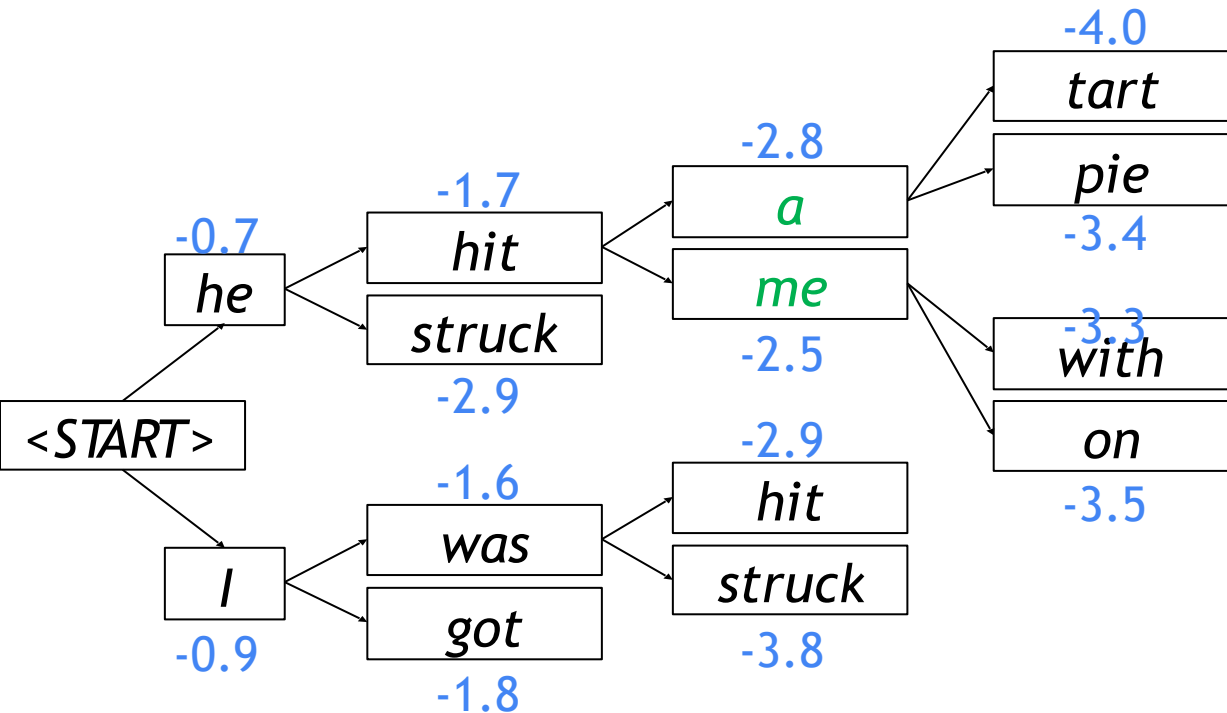 -4.0
tart
pie
-3.4
-2.8
a
me
-2.5
-1.7
hit
struck
-2.9
-0.7
he
-3.3
with
on
-3.5
<START>
-2.9
hit
struck
-3.8
-1.6
was
got
-1.8
I
-0.9